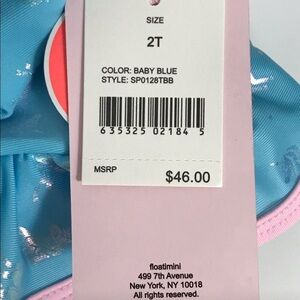 SIZE
2T
COLOR: BABY BLUE
STYLE: SP0128TBB
6 35325 02184 5
MSRP
$46.00
floatimini
499 7th Avenue
New York, NY 10018
All rights reserved.